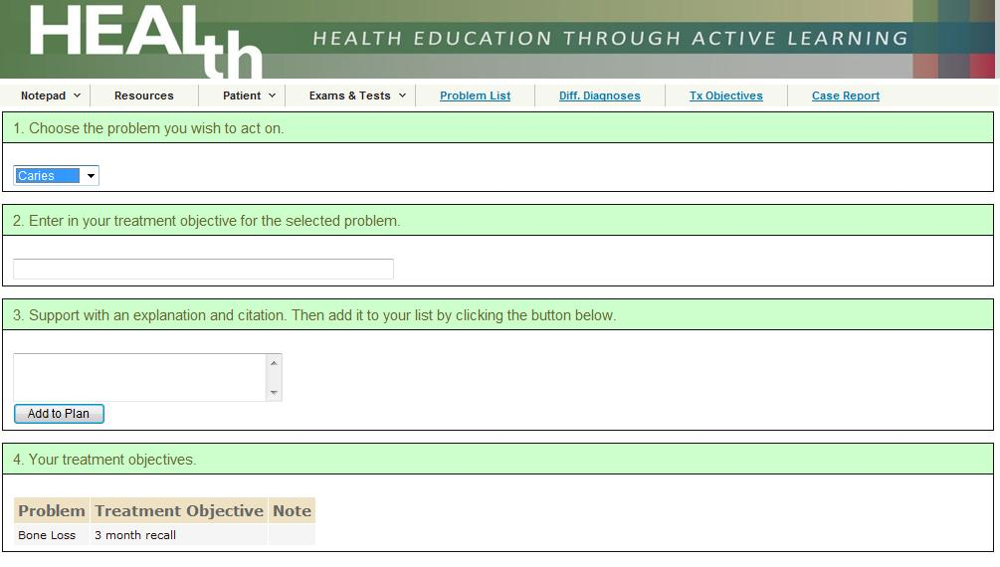 HEALth
HEALTH EDUCATION THROUGH ACTIVE LEARNING
Notepad Resources Patient Exams & Tests Problem List Diff. Diagnoses Tx Objectives Case Report
1. Choose the problem you wish to act on.
Caries
2. Enter in your treatment objective for the selected problem.
3. Support with an explanation and citation. Then add it to your list by clicking the button below.
Add to Plan
4. Your treatment objectives.
Problem Treatment Objective Note
Bone Loss 3 month recall